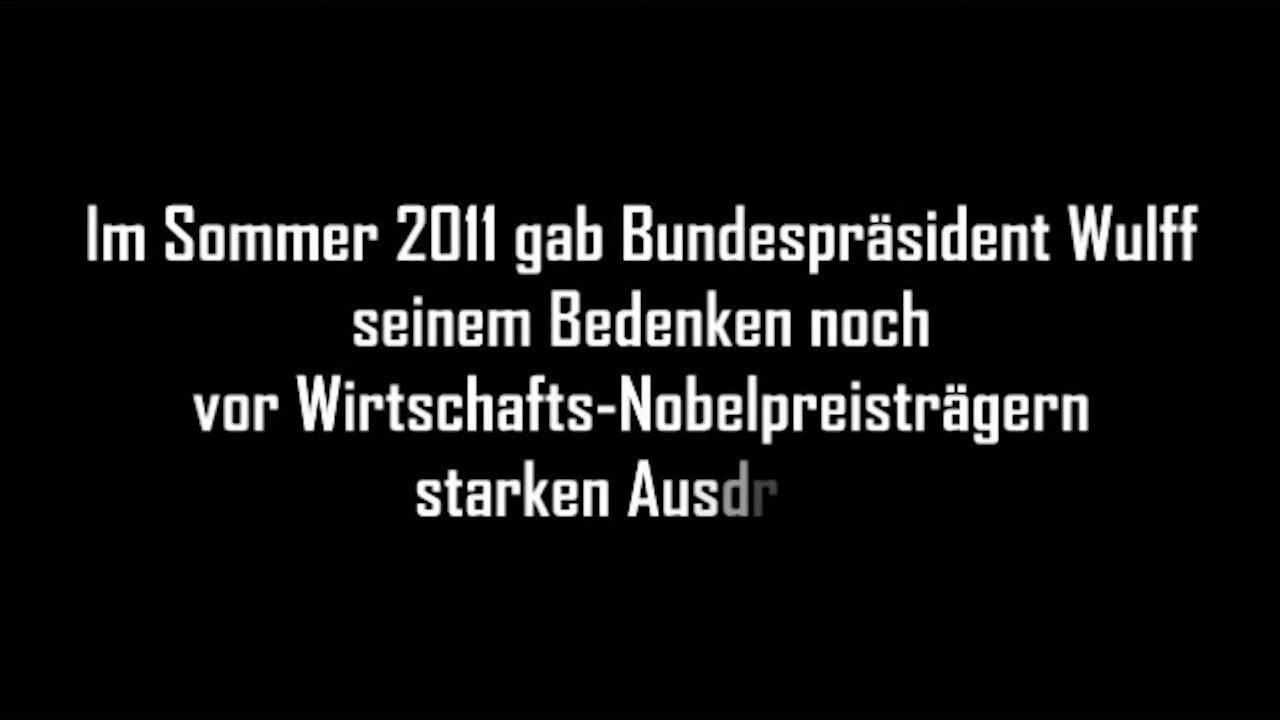 Im Sommer 2011 gab Bundespräsident Wulff
seinem Bedenken noch
vor Wirtschafts-Nobelpreisträgern
starken Ausdr